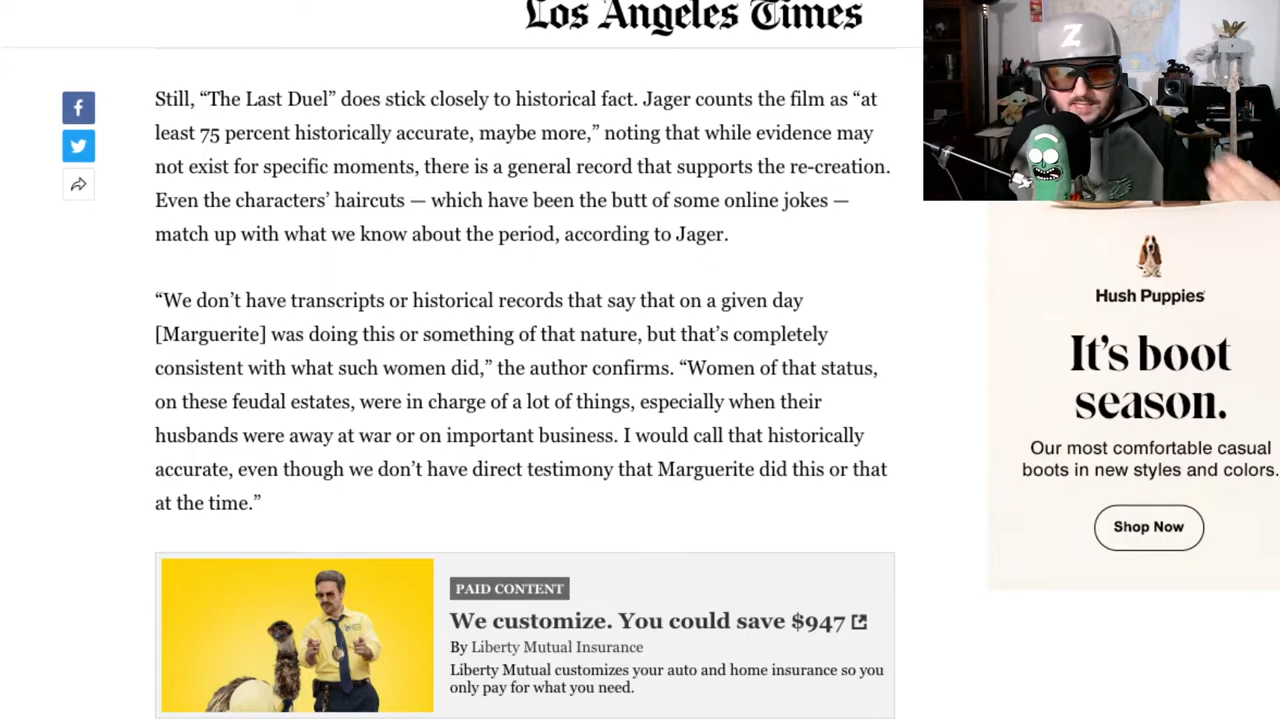 Los Angeles Times
Z
Still, “The Last Duel” does stick closely to historical fact. Jager counts the film as “at
least 75 percent historically accurate, maybe more,” noting that while evidence may
not exist for specific moments, there is a general record that supports the re-creation.
Even the characters’ haircuts — which have been the butt of some online jokes —
match up with what we know about the period, according to Jager.
“We don’t have transcripts or historical records that say that on a given day
[Marguerite] was doing this or something of that nature, but that’s completely
consistent with what such women did,” the author confirms. “Women of that status,
on these feudal estates, were in charge of a lot of things, especially when their
husbands were away at war or on important business. I would call that historically
accurate, even though we don’t have direct testimony that Marguerite did this or that
at the time.”
Hush Puppies
It’s boot
season.
Our most comfortable casual
boots in new styles and colors.
Shop Now
PAID CONTENT
We customize. You could save $947
By Liberty Mutual Insurance
Liberty Mutual customizes your auto and home insurance so you
only pay for what you need.